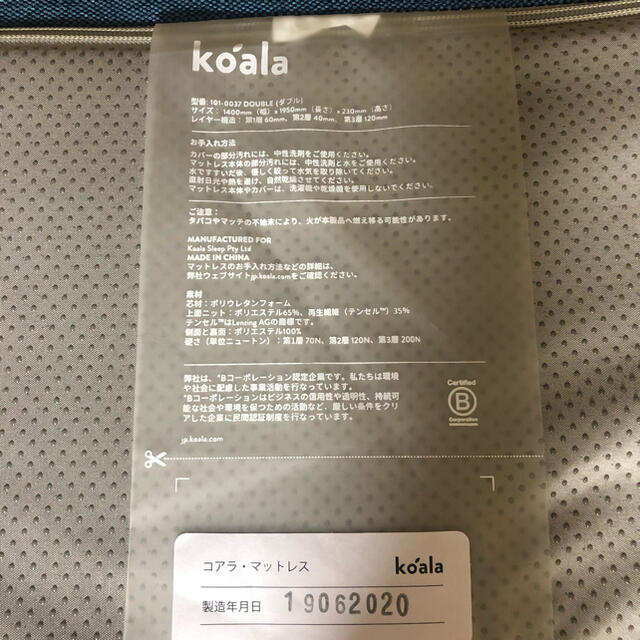 koala
型番: 101-0037 DOUBLE (ダブル)
サイズ: 1400mm (幅) x 1950mm (長さ) x 230mm (高さ)
レイヤー構造: 第1層 60mm、第2層 40mm、第3層 120mm
お手入れ方法
カバーの部分汚れには、中性洗剤をご使用ください。
マットレス本体の部分汚れには、中性洗剤と水をご使用ください。
水ですすいだ後、優しく絞って水気を取り除いてください。
直射日光や熱を避け、自然乾燥させてください。
マットレス本体やカバーは、洗濯機や乾燥機を使用しないでください。
ご注意:
タバコやマッチの不始末により、火が本製品へ燃え移る可能性があります。
MANUFACTURED FOR
Koala Sleep Pty Ltd
MADE IN CHINA
マットレスのお手入れ方法などの詳細は、
弊社ウェブサイトjp.koala.comをご確認ください。
素材
芯材: ポリウレタンフォーム
上面ニット: ポリエステル65%、再生繊維 (テンセル™) 35%
テンセル™はLenzing AGの商標です。
側面と裏面: ポリエステル100%
硬さ (単位ニュートン): 第1層 70N、第2層 120N、第3層 200N
弊社は、*Bコーポレーション認定企業です。私たちは環境
や社会に配慮した事業活動を行なっています。
*Bコーポレーションはビジネスの信用性や透明性、持続可
能な社会や環境を保つための活動など、厳しい条件をクリ
アした企業に民間認証制度を行なっています。
Certified
B
Corporation
jp.koala.com
コアラ・マットレス
koala
製造年月日 19062020